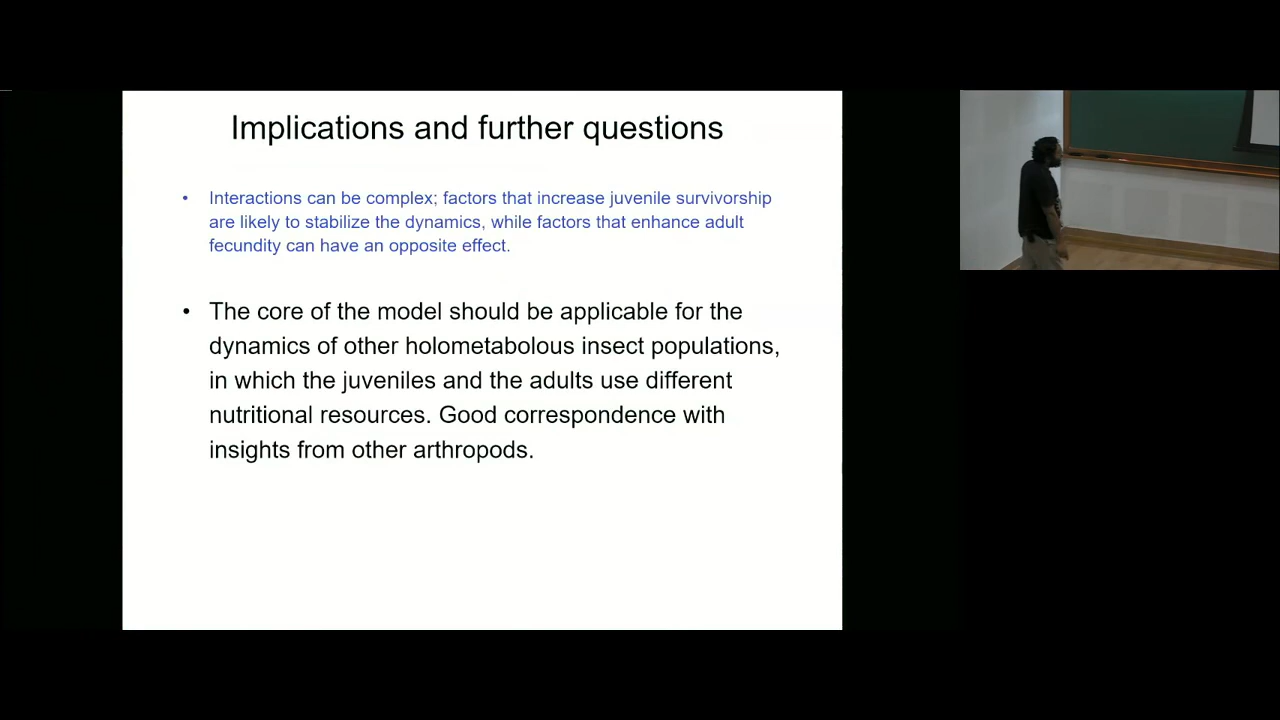 Implications and further questions
• Interactions can be complex; factors that increase juvenile survivorship
are likely to stabilize the dynamics, while factors that enhance adult
fecundity can have an opposite effect.
• The core of the model should be applicable for the
dynamics of other holometabolous insect populations,
in which the juveniles and the adults use different
nutritional resources. Good correspondence with
insights from other arthropods.